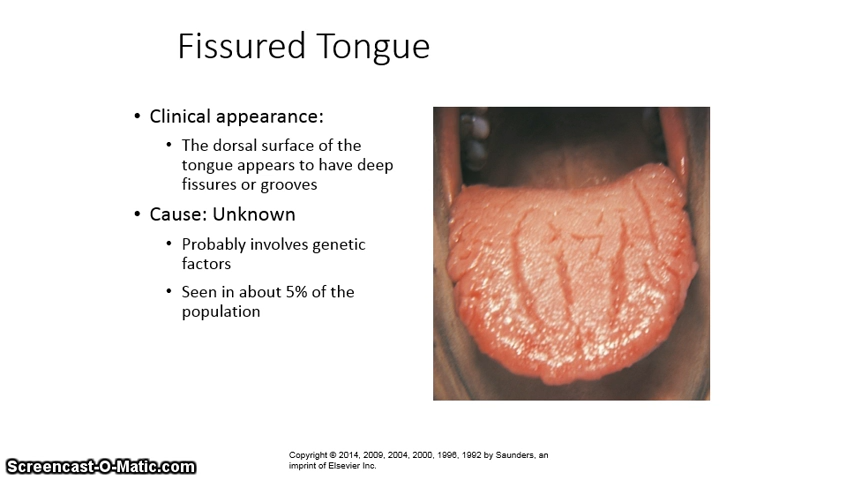 Fissured Tongue
• Clinical appearance:
• The dorsal surface of the
tongue appears to have deep
fissures or grooves
• Cause: Unknown
• Probably involves genetic
factors
• Seen in about 5% of the
population
Copyright © 2014, 2009, 2004, 2000, 1996, 1992 by Saunders, an
imprint of Elsevier Inc.
Screencast-O-Matic.com